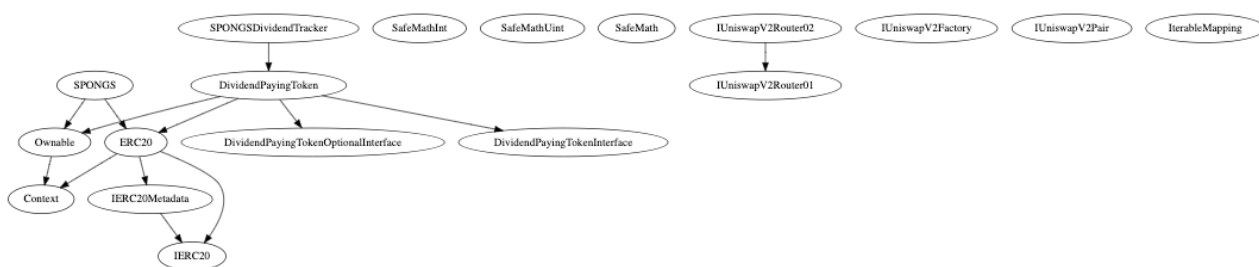 SPONGSDividendTracker SafeMathInt SafeMathUint SafeMath IUniswapV2Router02 IUniswapV2Factory IUniswapV2Pair IterableMapping
SPONGS DividendPayingToken IUniswapV2Router01
Ownable ERC20 DividendPayingTokenOptionalInterface DividendPayingTokenInterface
Context IERC20Metadata
IERC20